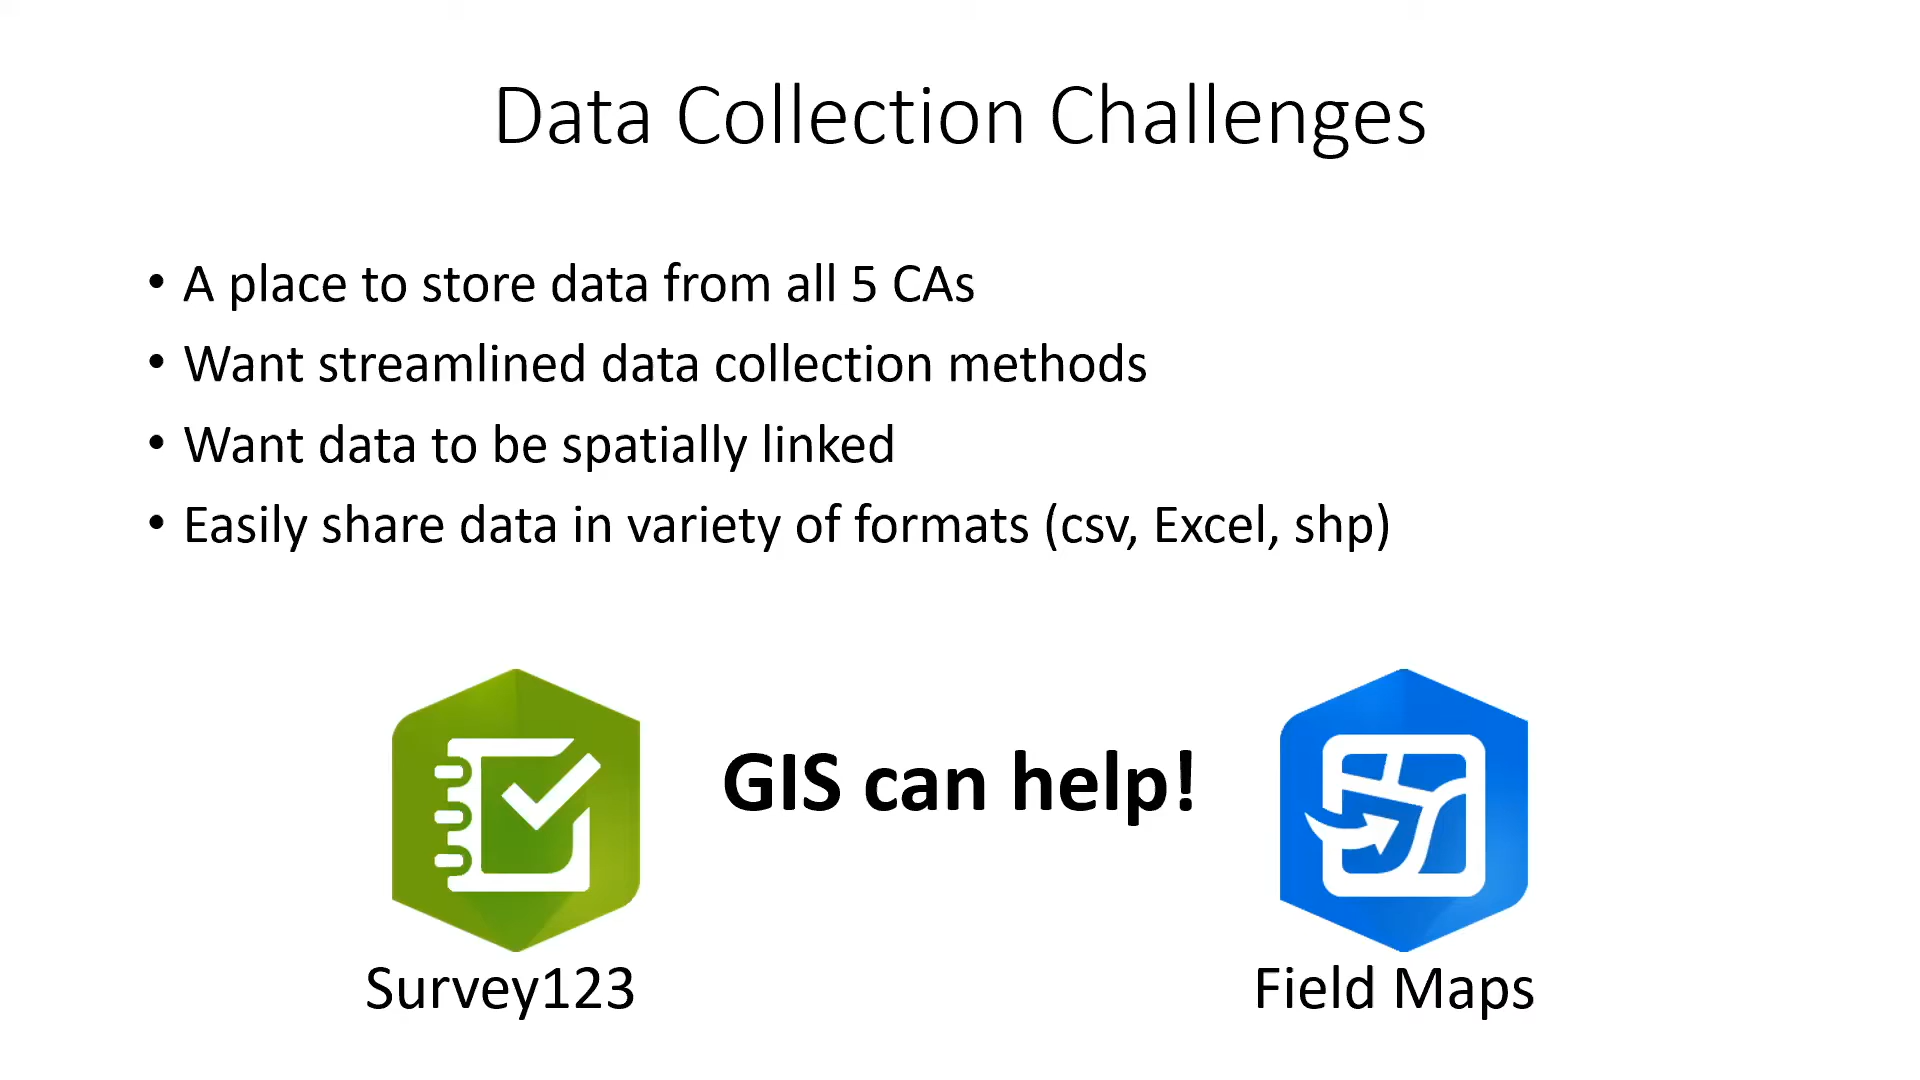 Data Collection Challenges
• A place to store data from all 5 CAs
• Want streamlined data collection methods
• Want data to be spatially linked
• Easily share data in variety of formats (csv, Excel, shp)
GIS can help!
Survey123
Field Maps